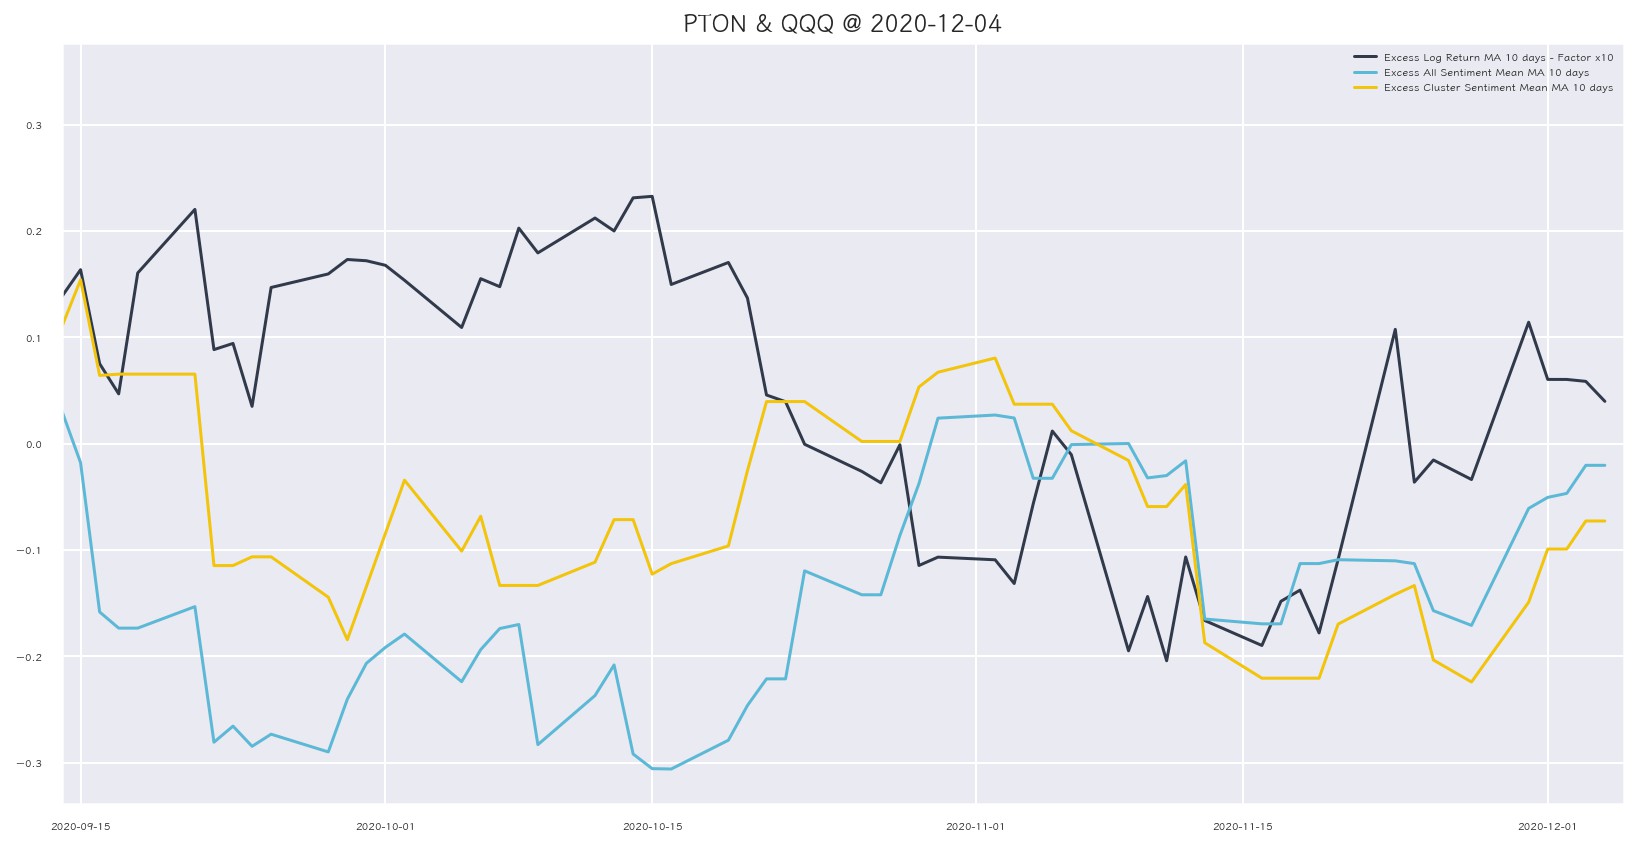 PTON & QQQ @ 2020-12-04
Excess Log Return MA 10 days - Factor x10
Excess All Sentiment Mean MA 10 days
Excess Cluster Sentiment Mean MA 10 days
0.3
0.2
0.1
0.0
−0.1
−0.2
−0.3
2020-09-15 2020-10-01 2020-10-15 2020-11-01 2020-11-15 2020-12-01